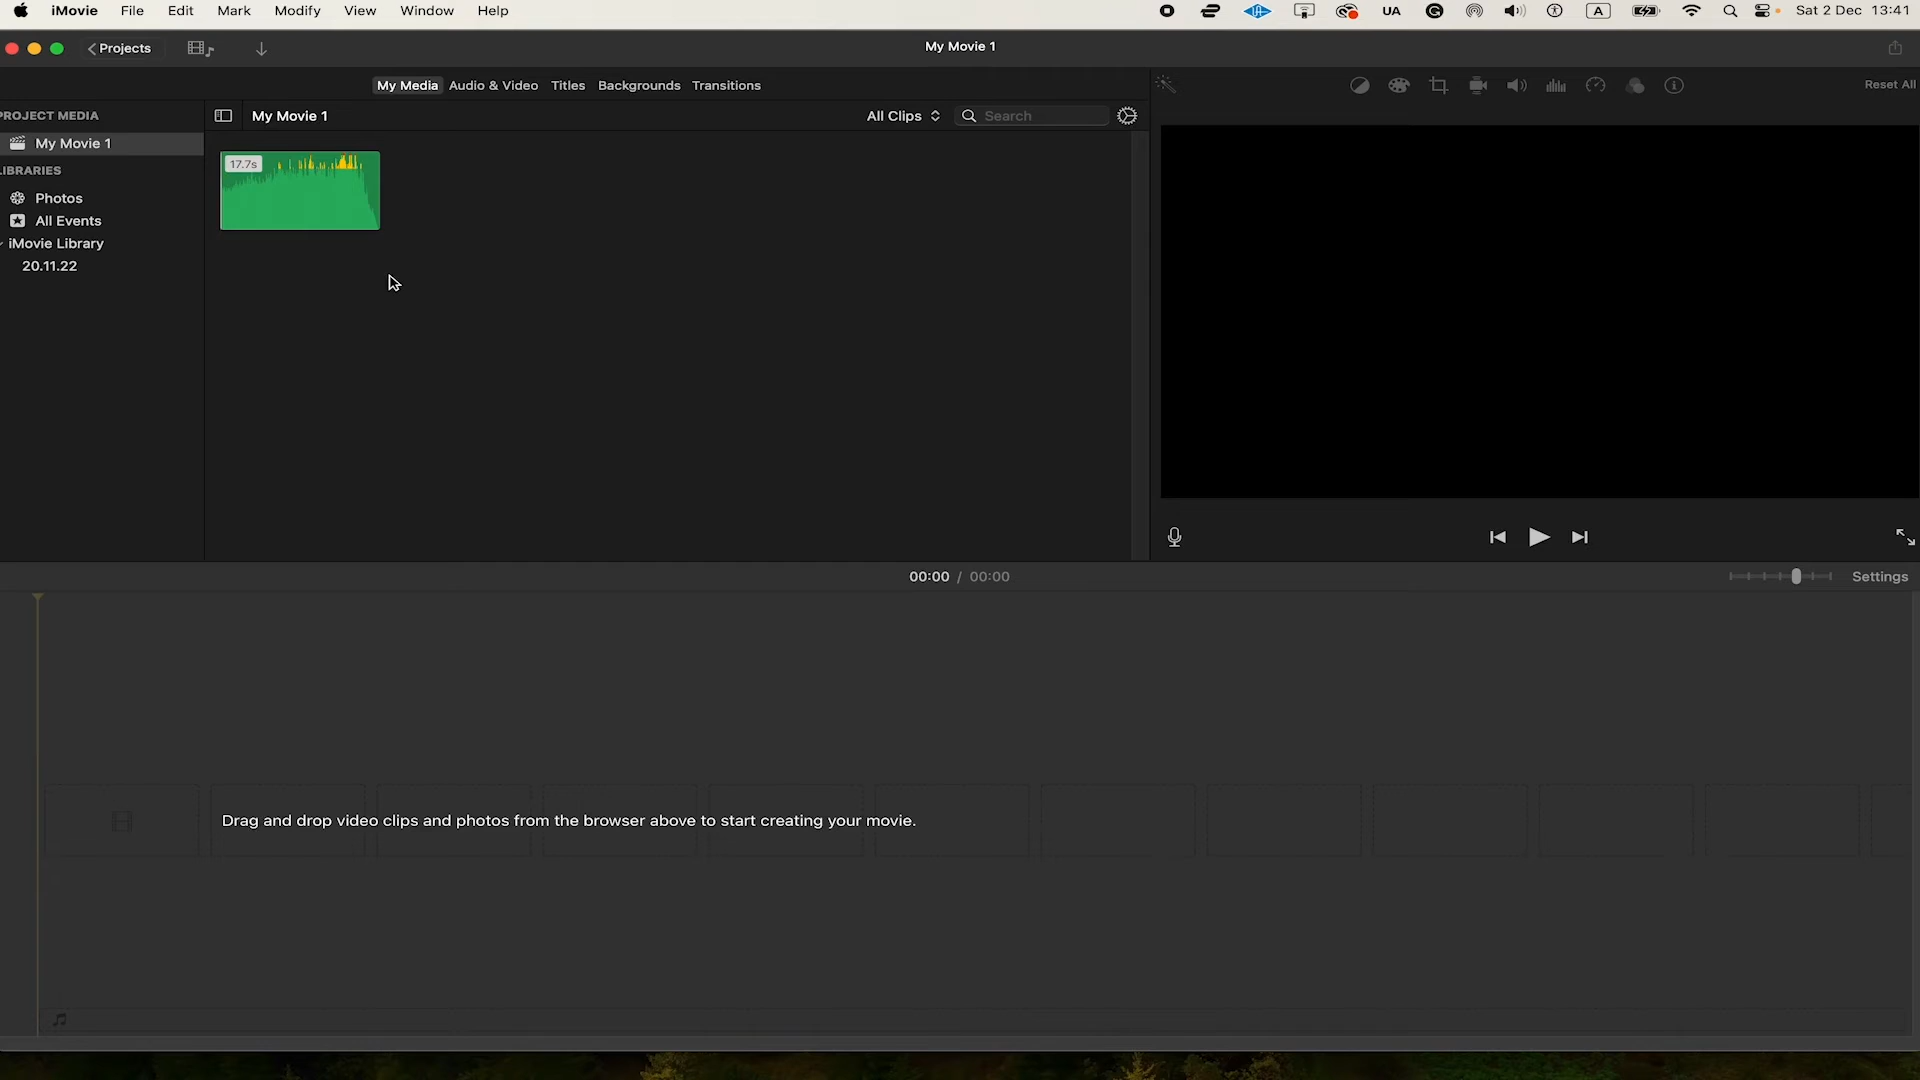 iMovie File Edit Mark Modify View Window Help UA A Sat 2 Dec 13:41
Projects My Movie 1
My Media Audio & Video Titles Backgrounds Transitions Reset All
PROJECT MEDIA My Movie 1 All Clips Search
My Movie 1
17.7s
LIBRARIES
Photos
All Events
iMovie Library
20.11.22
00:00 / 00:00 Settings
Drag and drop video clips and photos from the browser above to start creating your movie.